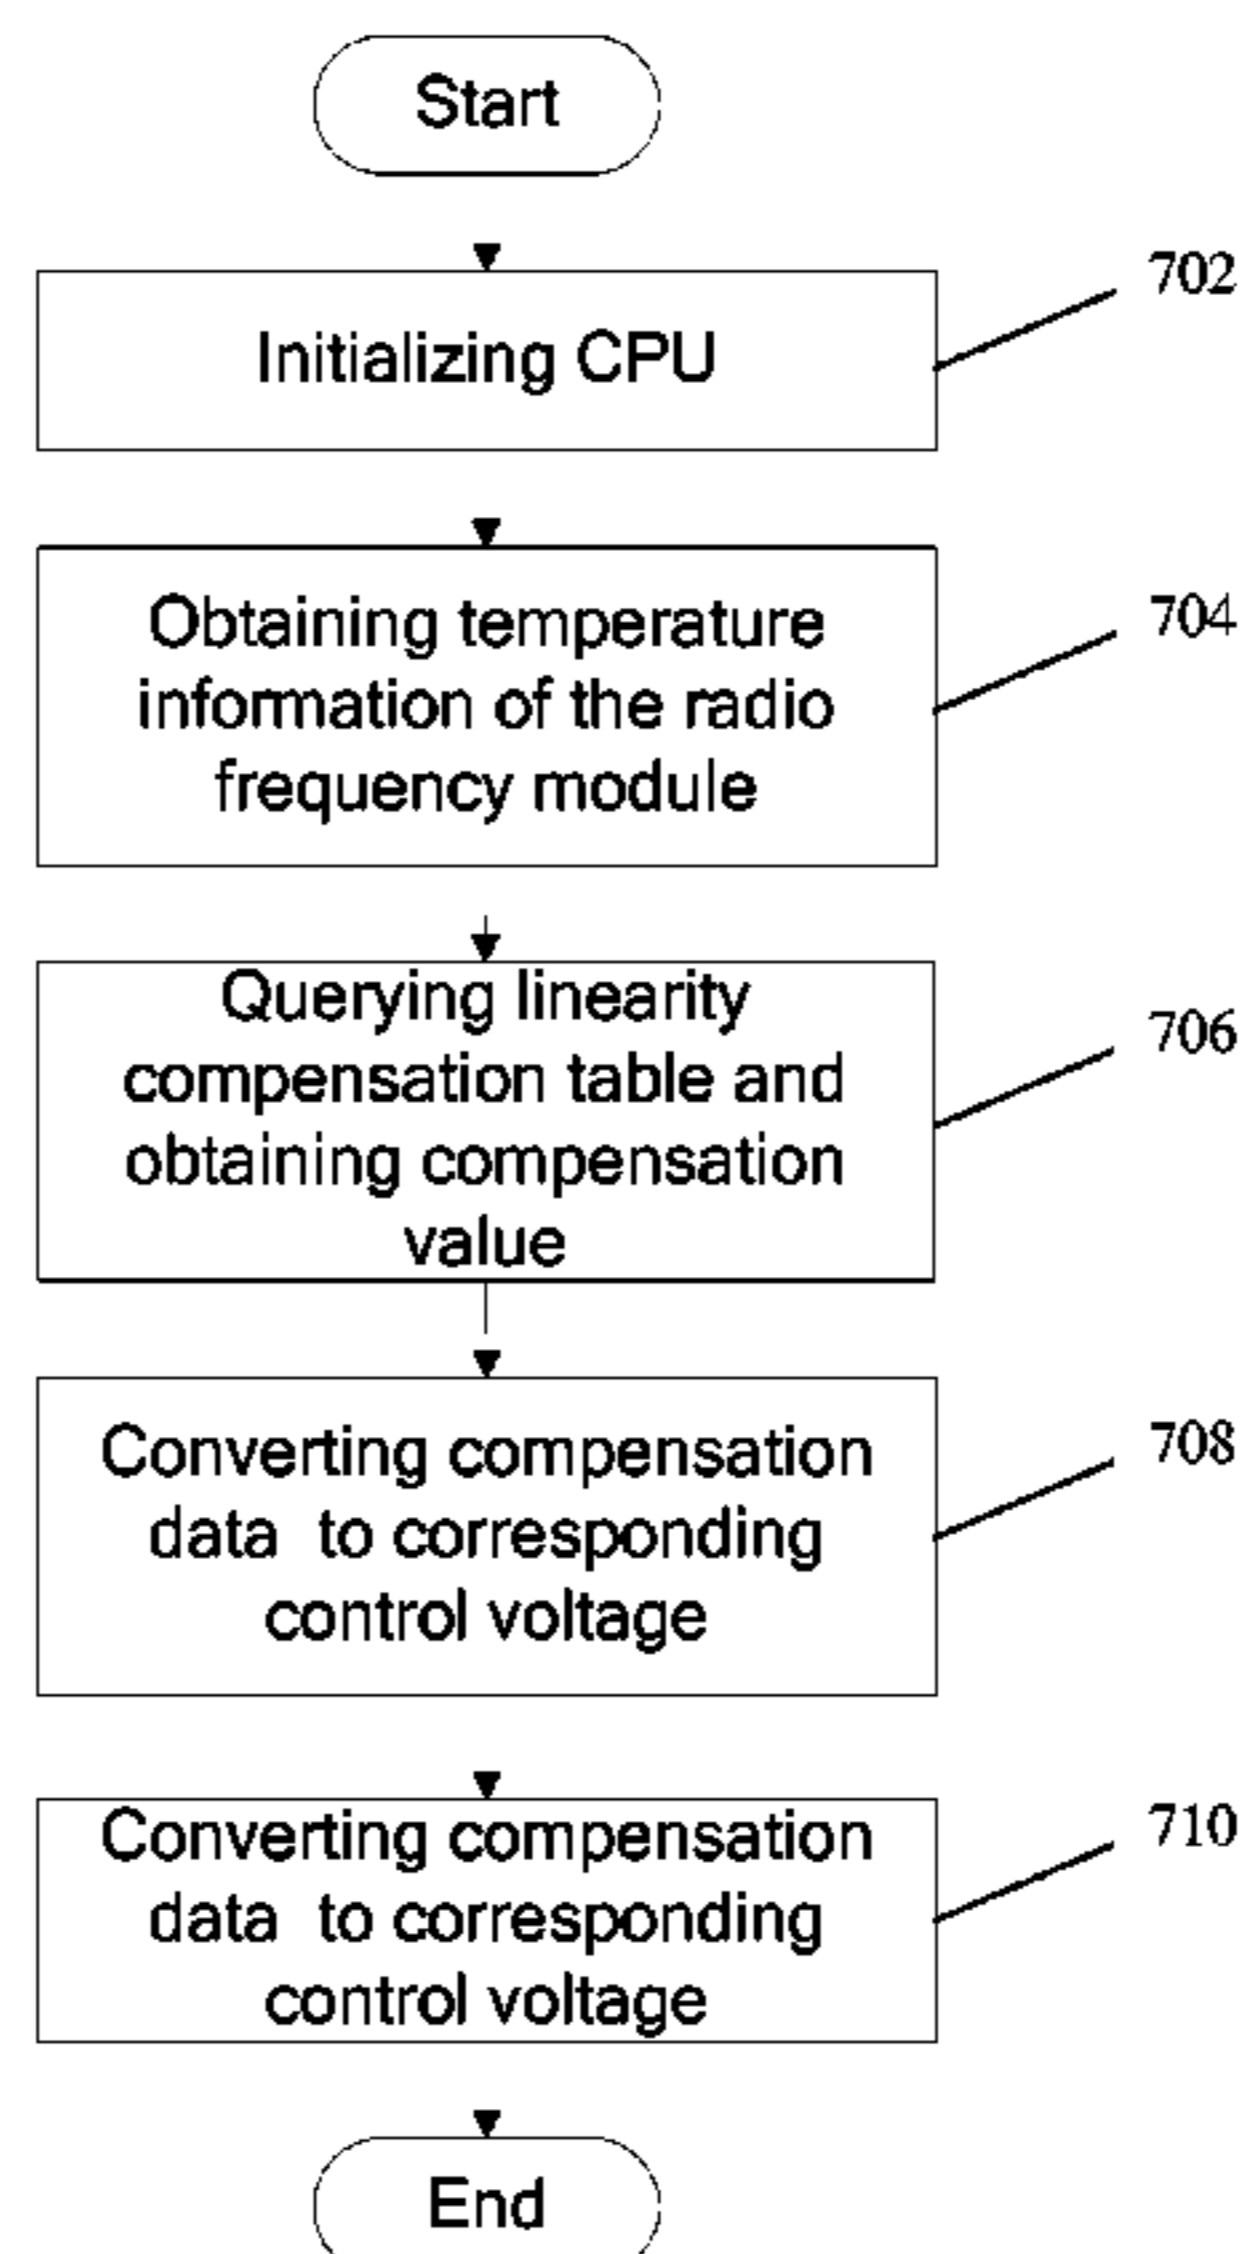 Start
702
Initializing CPU
704
Obtaining temperature
information of the radio
frequency module
706
Querying linearity
compensation table and
obtaining compensation
value
708
Converting compensation
data  to corresponding
control voltage
710
Converting compensation
data  to corresponding
control voltage
End